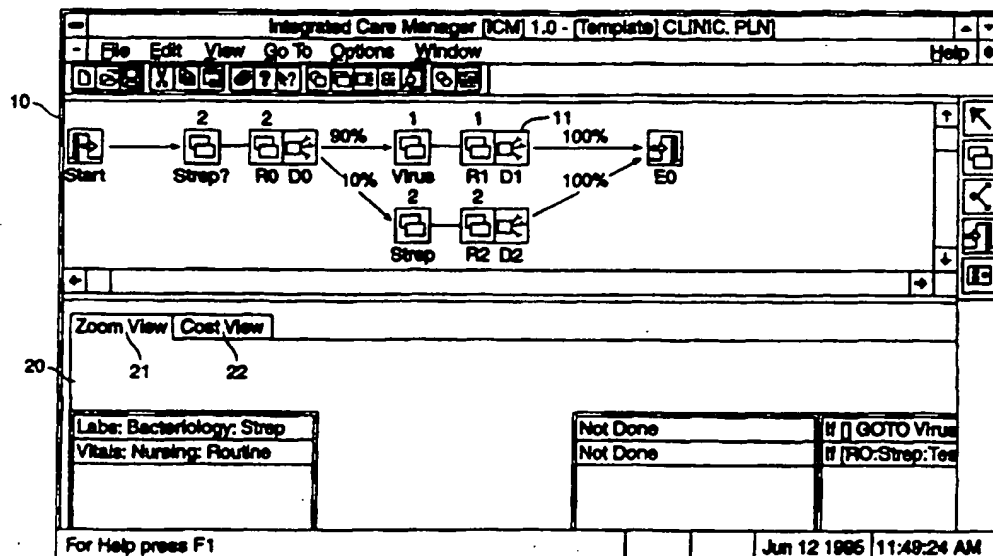 Integrated Care Manager [ICM] 1.0 - [Template] CLINIC. PLN]
File Edit View Go To Options Window Help
10
2 2 90% 1 1 11 100%
Start Strep? R0 D0 10% Virus R1 D1 100% E0
2 2
Strep R2 D2
Zoom View Cost View
20 21 22
Labs: Bacteriology: Strep Not Done If [] GOTO Virus
Vitals: Nursing: Routine Not Done If [RO:Strep:Tes
For Help press F1 Jun 12 1995 11:49:24 AM